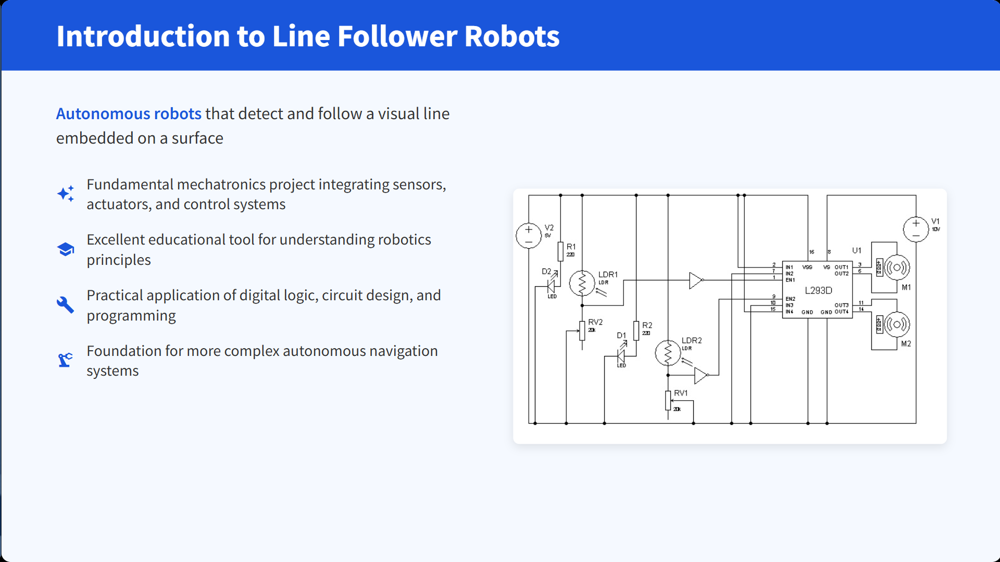 Introduction to Line Follower Robots
Autonomous robots that detect and follow a visual line
embedded on a surface
Fundamental mechatronics project integrating sensors,
actuators, and control systems
Excellent educational tool for understanding robotics
principles
Practical application of digital logic, circuit design, and
programming
Foundation for more complex autonomous navigation
systems
V2
5V
R1
220
D2
LED
LDR1
LDR
RV2
20k
R2
220
D1
LED
LDR2
LDR
RV1
20k
V1
10V
U1
16
8
2
7
1
9
10
15
IN1
IN2
EN1
EN2
IN3
IN4
VSS
VS
OUT1
OUT2
L293D
GND
GND
OUT3
OUT4
3
6
11
14
M1
M2